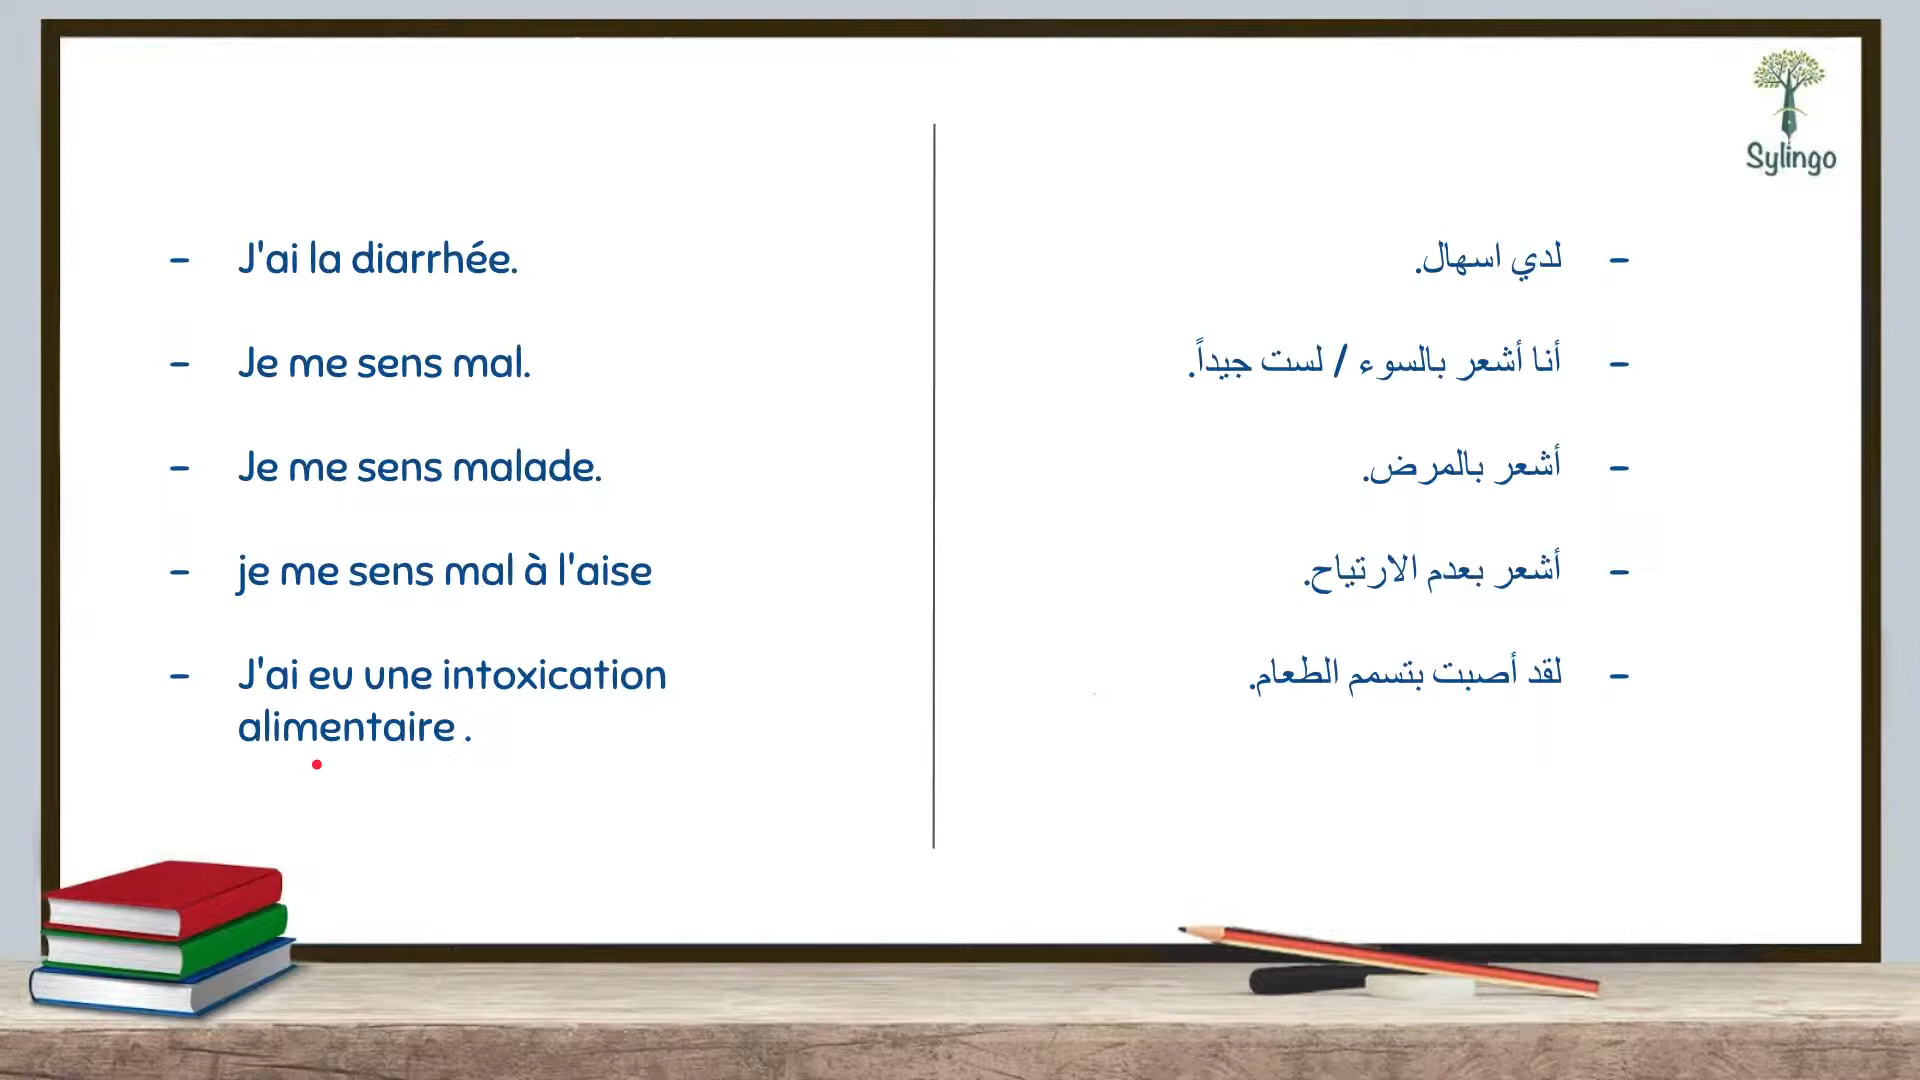 Sylingo
- J'ai la diarrhée.
- Je me sens mal.
- Je me sens malade.
- je me sens mal à l'aise
- J'ai eu une intoxication
alimentaire .
- لدي اسهال.
- أنا أشعر بالسوء / لست جيداً.
- أشعر بالمرض.
- أشعر بعدم الارتياح.
- لقد أصبت بتسمم الطعام.